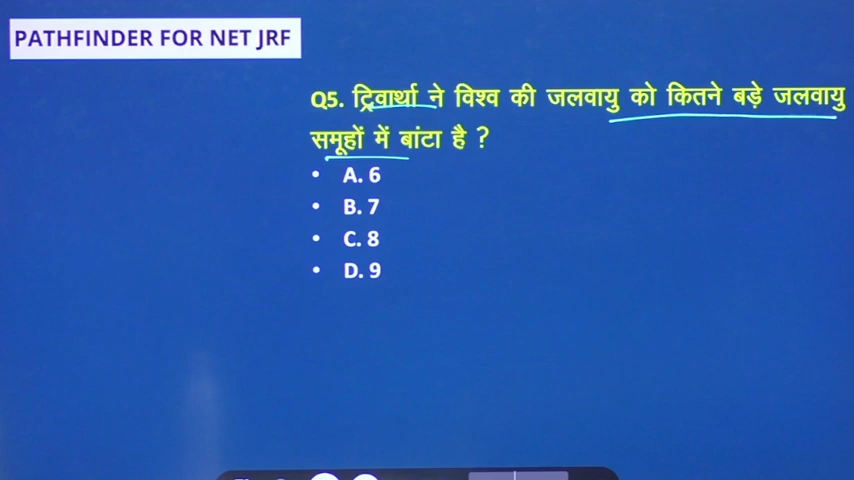 PATHFINDER FOR NET JRF
Q5. ट्रिवार्था ने विश्व की जलवायु को कितने बड़े जलवायु
समूहों में बांटा है ?
• A. 6
• B. 7
• C. 8
• D. 9